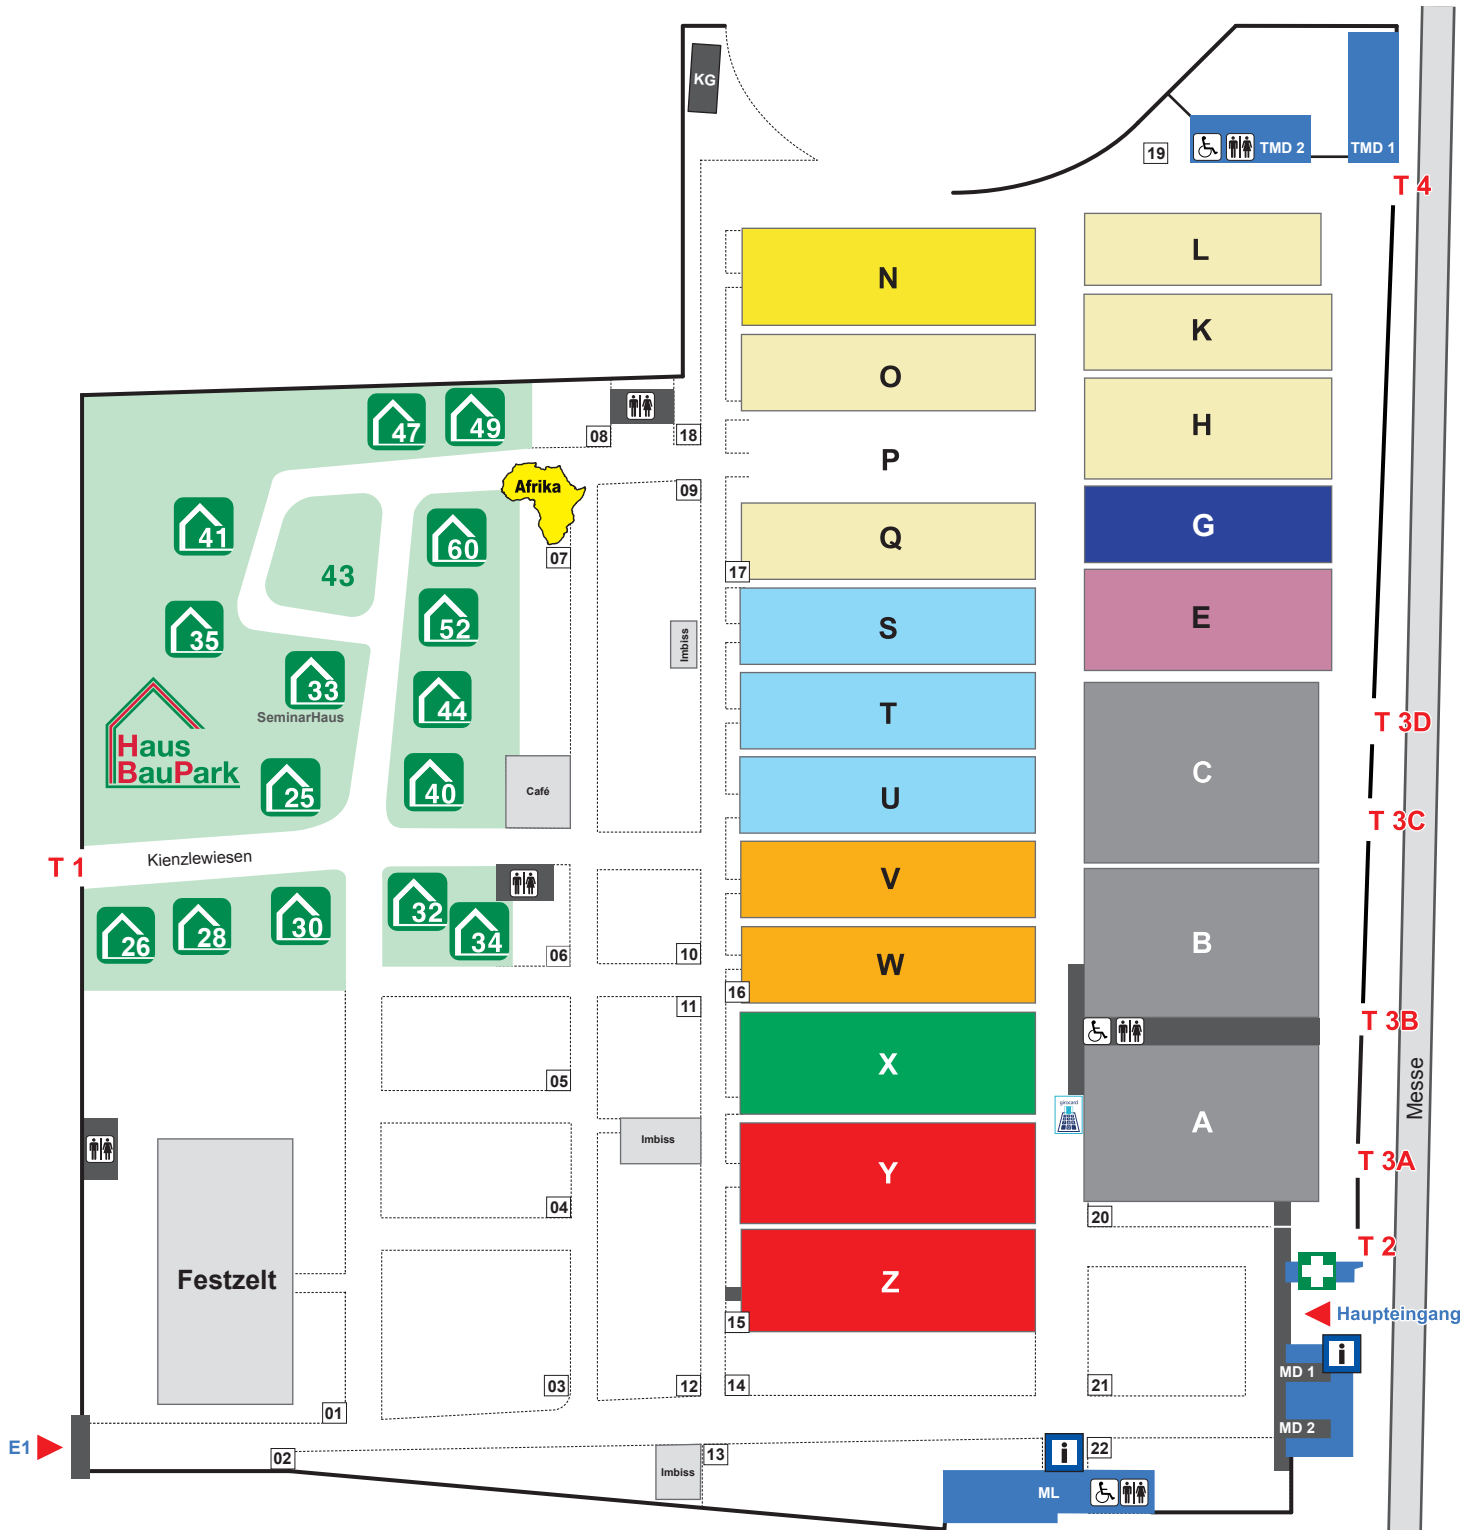 KG
19
TMD 2
TMD 1
T 4
L
N
K
O
H
47
49
08
18
P
Afrika
09
41
60
G
Q
07
43
17
52
E
35
S
Imbiss
33
SeminarHaus
44
T
T 3D
Haus
BauPark
25
40
Café
U
C
T 3C
Kienzlewiesen
T 1
V
32
30
28
26
34
06
10
W
B
16
11
T 3B
05
X
Messe
girocard
A
Imbiss
Y
T 3A
04
20
T 2
Festzelt
Z
Haupteingang
15
i
MD 1
03
12
14
21
01
MD 2
E1
02
13
i
22
Imbiss
ML